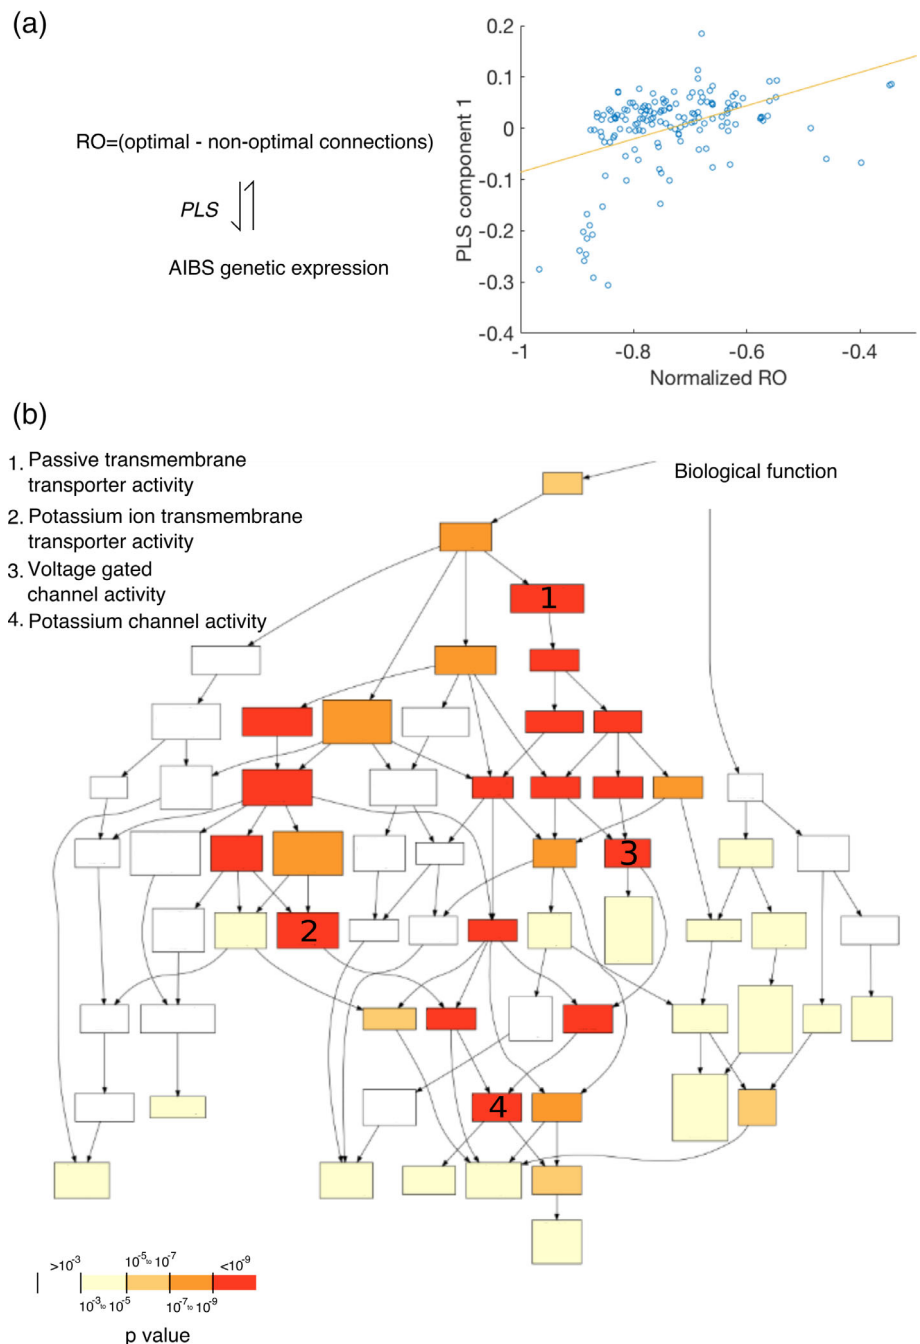 (a)
RO=(optimal - non-optimal connections)
PLS
AIBS genetic expression
0.2
0.1
0
-0.1
-0.2
-0.3
-0.4
PLS component 1
-1
-0.8
-0.6
-0.4
Normalized RO
(b)
1. Passive transmembrane
transporter activity
2. Potassium ion transmembrane
transporter activity
3. Voltage gated
channel activity
4. Potassium channel activity
Biological function
1
3
2
4
>10-3
10-5 to 10-7
<10-9
10-3 to 10-5
10-7 to 10-9
p value